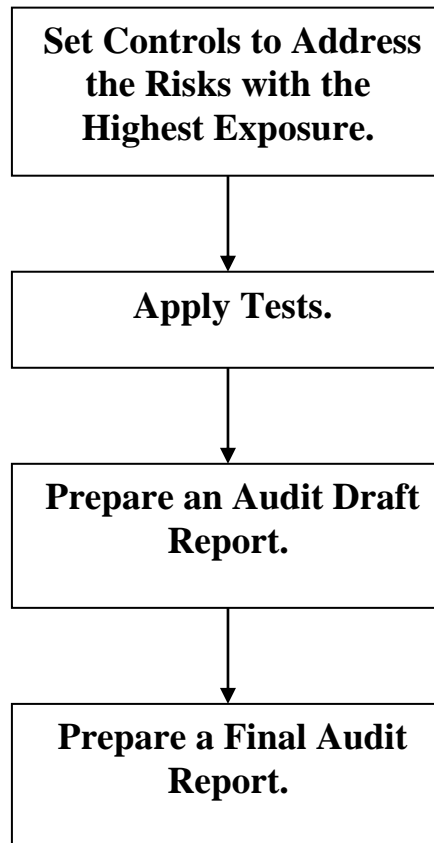 Set Controls to Address
the Risks with the
Highest Exposure.
Apply Tests.
Prepare an Audit Draft
Report.
Prepare a Final Audit
Report.